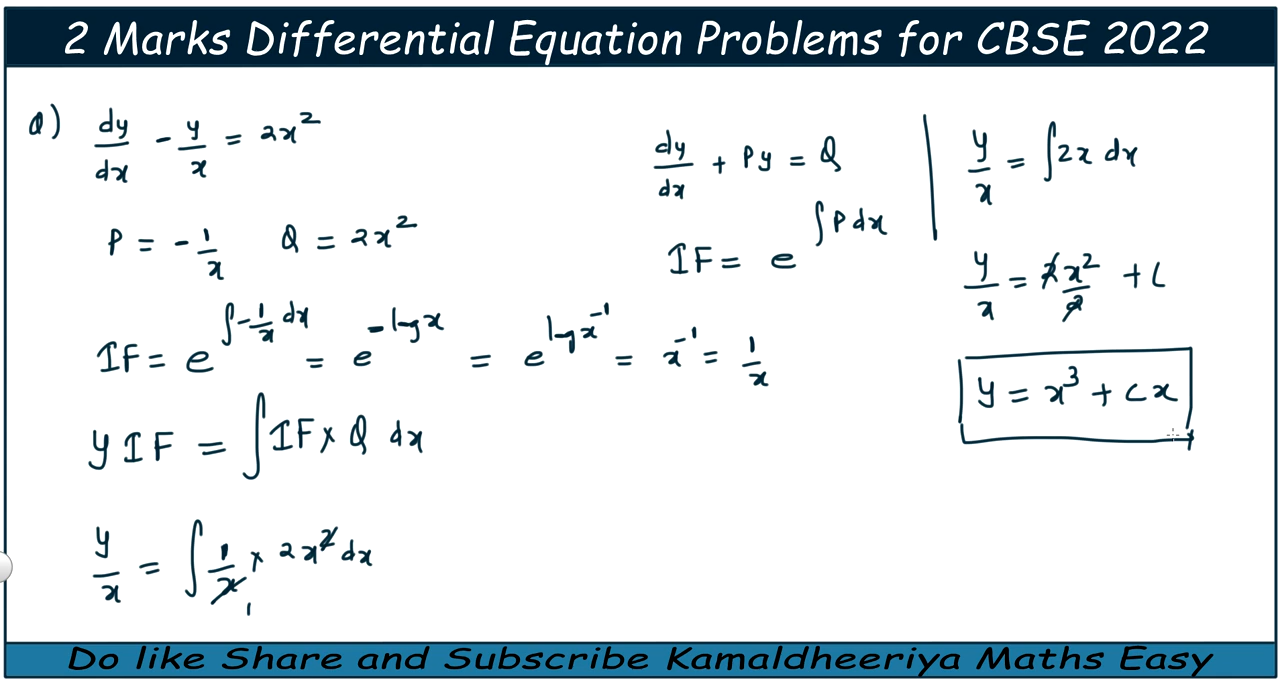 2 Marks Differential Equation Problems for CBSE 2022
Q) dy/dx - y/x = 2x²
P = -1/x Q = 2x²
IF = e^∫-1/x dx = e^-log x = e^log x⁻¹ = x⁻¹ = 1/x
y IF = ∫IF × Q dx
y/x = ∫1/x × 2x² dx
1
dy/dx + Py = Q
IF = e^∫P dx
y/x = ∫2x dx
y/x = 2x²/2 + C
y = x³ + Cx
Do like Share and Subscribe Kamaldheeriya Maths Easy